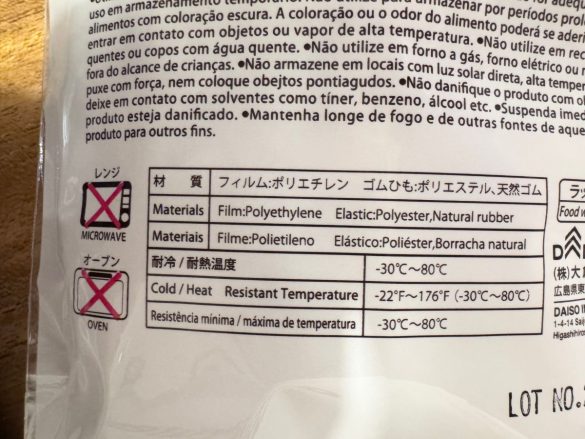 uso em armazenamento temporário. Não utilize para armazenar por períodos
alimentos com coloração escura. A coloração ou o odor do alimento poderá se
entrar em contato com objetos ou vapor de alta temperatura. •Não utilize em
quentes ou copos com água quente. •Não utilize em forno a gás, forno elétrico ou
fora do alcance de crianças. •Não armazene em locais com luz solar direta, alta
puxe com força, nem coloque obejtos pontiagudos. •Não danifique o produto com
deixe em contato com solventes como tíner, benzeno, álcool etc. •Suspenda
produto esteja danificado. •Mantenha longe de fogo e de outras fontes de
produto para outros fins.
レンジ
MICROWAVE
オーブン
OVEN
材 質 フィルム:ポリエチレン ゴムひも:ポリエステル、天然ゴム
Materials Film:Polyethylene Elastic:Polyester,Natural rubber
Materiais Filme:Polietileno Elástico:Poliéster,Borracha natural
耐冷 / 耐熱温度 -30℃～80℃
Cold / Heat Resistant Temperature -22°F～176°F (-30℃～80℃)
Resistência mínima / máxima de temperatura -30℃～80℃
Food
(株)
広島県東
DAISO
1-4-14
LOT NO.